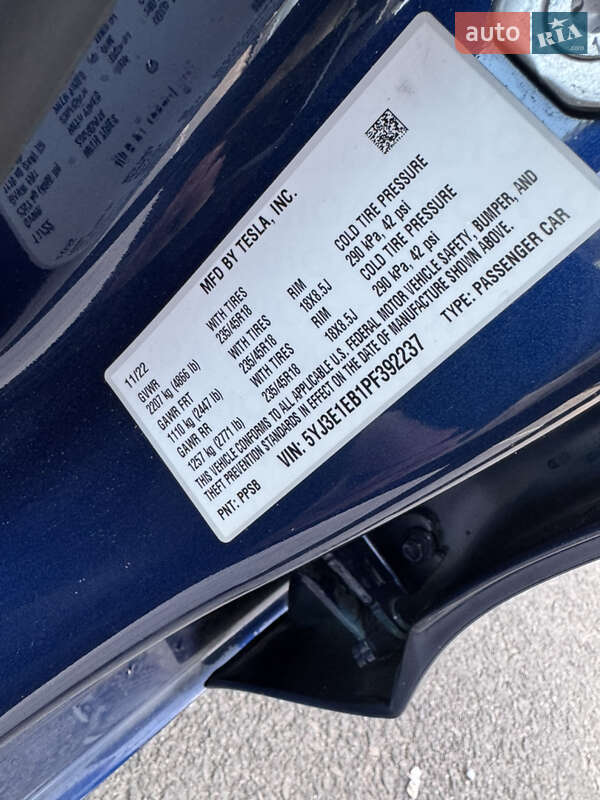 auto RIA
.com
MFD BY TESLA, INC.
11/22
GVWR WITH TIRES RIM COLD TIRE PRESSURE
2207 kg (4866 lb) 235/45R18 18X8.5J 290 kPa, 42 psi
GAWR FRT WITH TIRES RIM COLD TIRE PRESSURE
1110 kg (2447 lb) 235/45R18 18X8.5J 290 kPa, 42 psi
GAWR RR
1257 kg (2771 lb) 235/45R18
THIS VEHICLE CONFORMS TO ALL APPLICABLE U.S. FEDERAL MOTOR VEHICLE SAFETY, BUMPER, AND
THEFT PREVENTION STANDARDS IN EFFECT ON THE DATE OF MANUFACTURE SHOWN ABOVE.
VIN: 5YJ3E1EB1PF392237 TYPE: PASSENGER CAR
PNT: PPSB